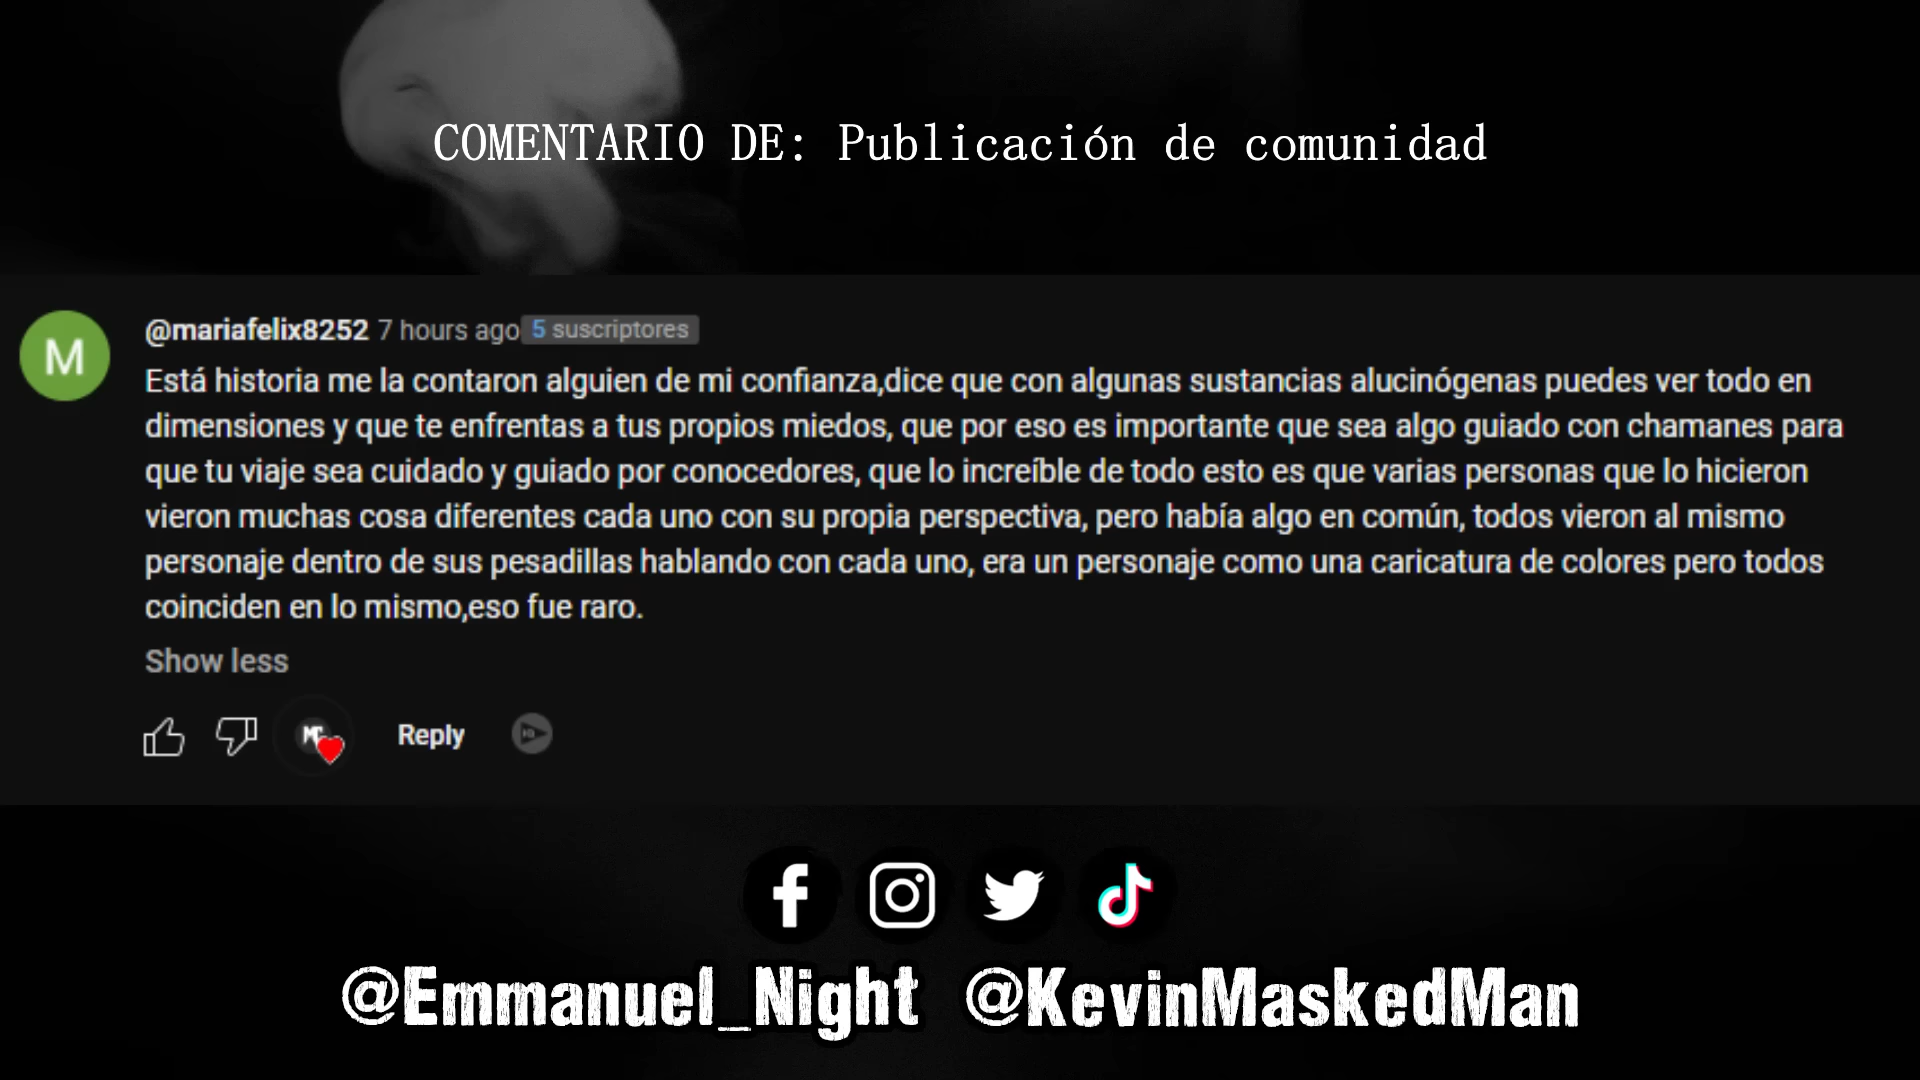 COMENTARIO DE: Publicación de comunidad
M
@mariafelix8252 7 hours ago 5 suscriptores
Está historia me la contaron alguien de mi confianza,dice que con algunas sustancias alucinógenas puedes ver todo en
dimensiones y que te enfrentas a tus propios miedos, que por eso es importante que sea algo guiado con chamanes para
que tu viaje sea cuidado y guiado por conocedores, que lo increíble de todo esto es que varias personas que lo hicieron
vieron muchas cosa diferentes cada uno con su propia perspectiva, pero había algo en común, todos vieron al mismo
personaje dentro de sus pesadillas hablando con cada uno, era un personaje como una caricatura de colores pero todos
coinciden en lo mismo,eso fue raro.
Show less
Reply
@Emmanuel_Night @KevinMaskedMan